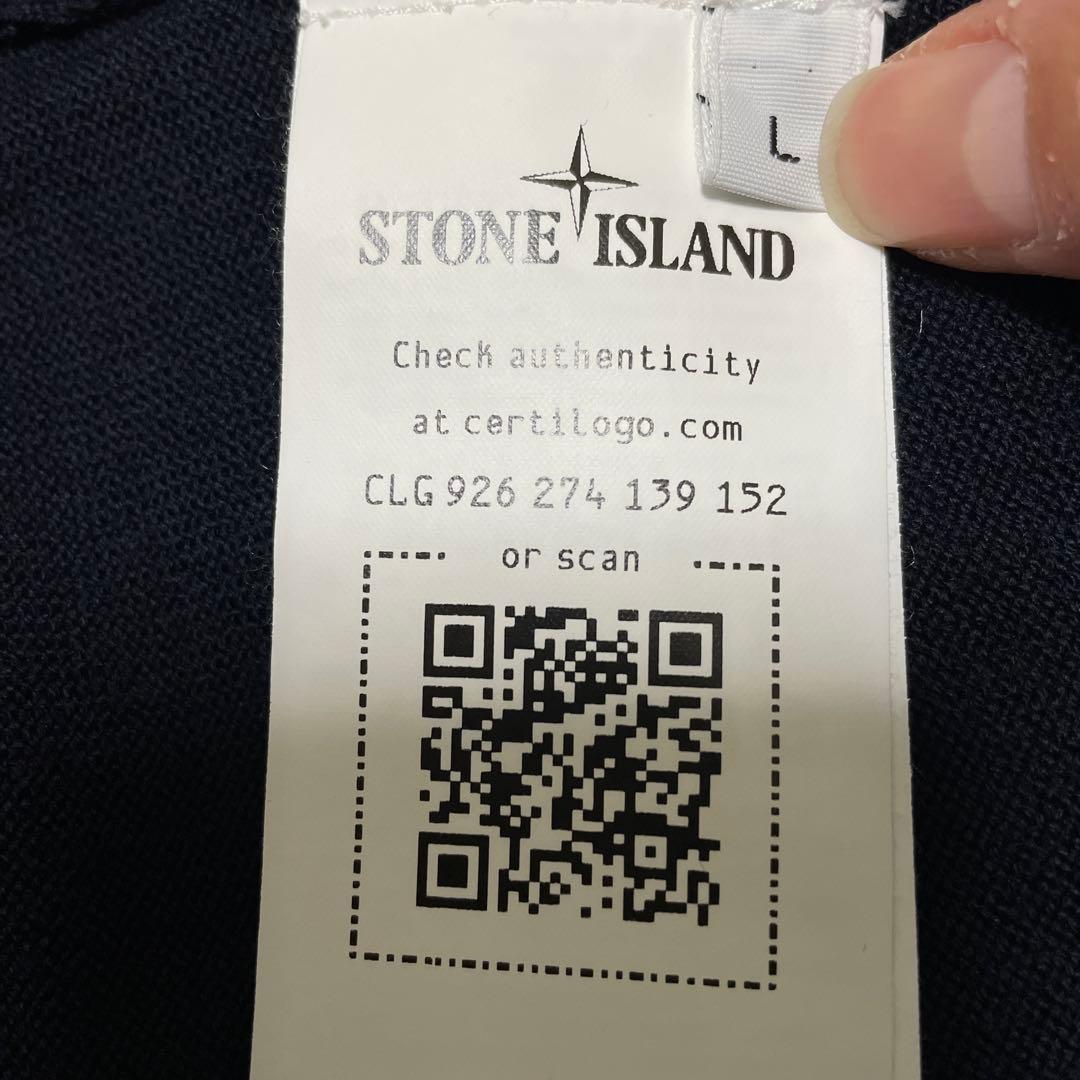 L
STONE ISLAND
Check authenticity
at certilogo.com
CLG 926 274 139 152
or scan